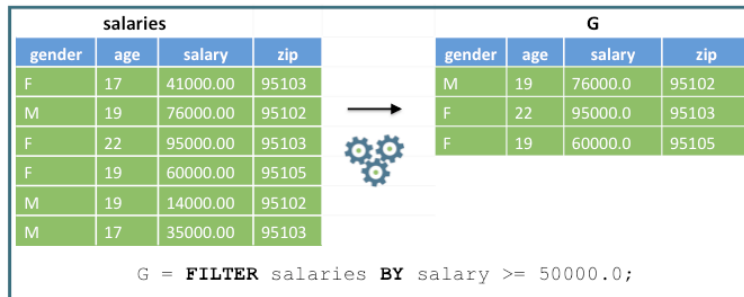 salaries G
gender age salary zip gender age salary zip
F 17 41000.00 95103 M 19 76000.0 95102
M 19 76000.00 95102 F 22 95000.0 95103
F 22 95000.00 95103 F 19 60000.0 95105
F 19 60000.00 95105
M 19 14000.00 95102
M 17 35000.00 95103
G = FILTER salaries BY salary >= 50000.0;